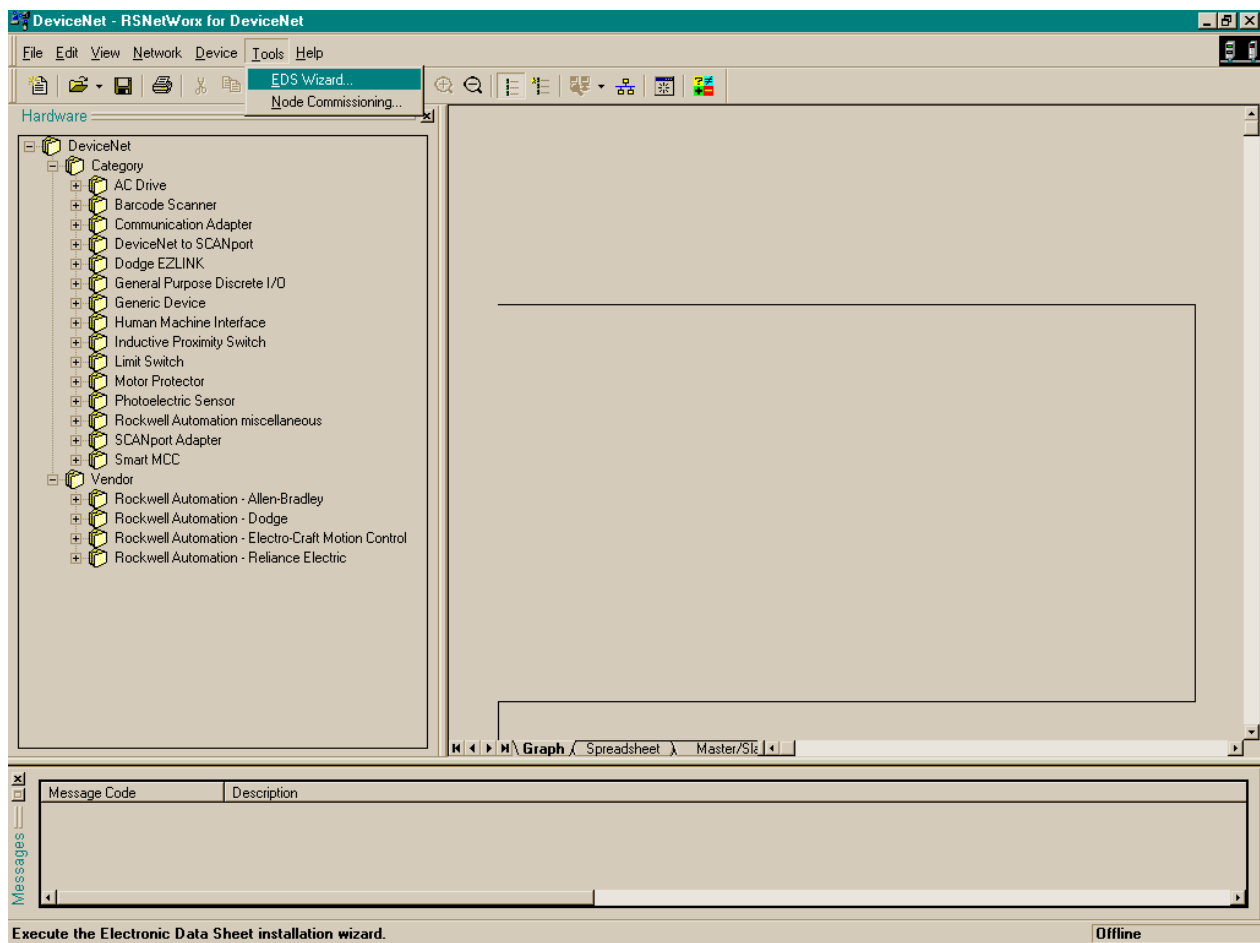 DeviceNet - RSNetWorx for DeviceNet
File Edit View Network Device Tools Help
EDS Wizard...
Node Commissioning...
Hardware
DeviceNet
Category
AC Drive
Barcode Scanner
Communication Adapter
DeviceNet to SCANport
Dodge EZLINK
General Purpose Discrete I/O
Generic Device
Human Machine Interface
Inductive Proximity Switch
Limit Switch
Motor Protector
Photoelectric Sensor
Rockwell Automation miscellaneous
SCANport Adapter
Smart MCC
Vendor
Rockwell Automation - Allen-Bradley
Rockwell Automation - Dodge
Rockwell Automation - Electro-Craft Motion Control
Rockwell Automation - Reliance Electric
Graph Spreadsheet Master/Sla
Message Code Description
Messages
Execute the Electronic Data Sheet installation wizard. Offline